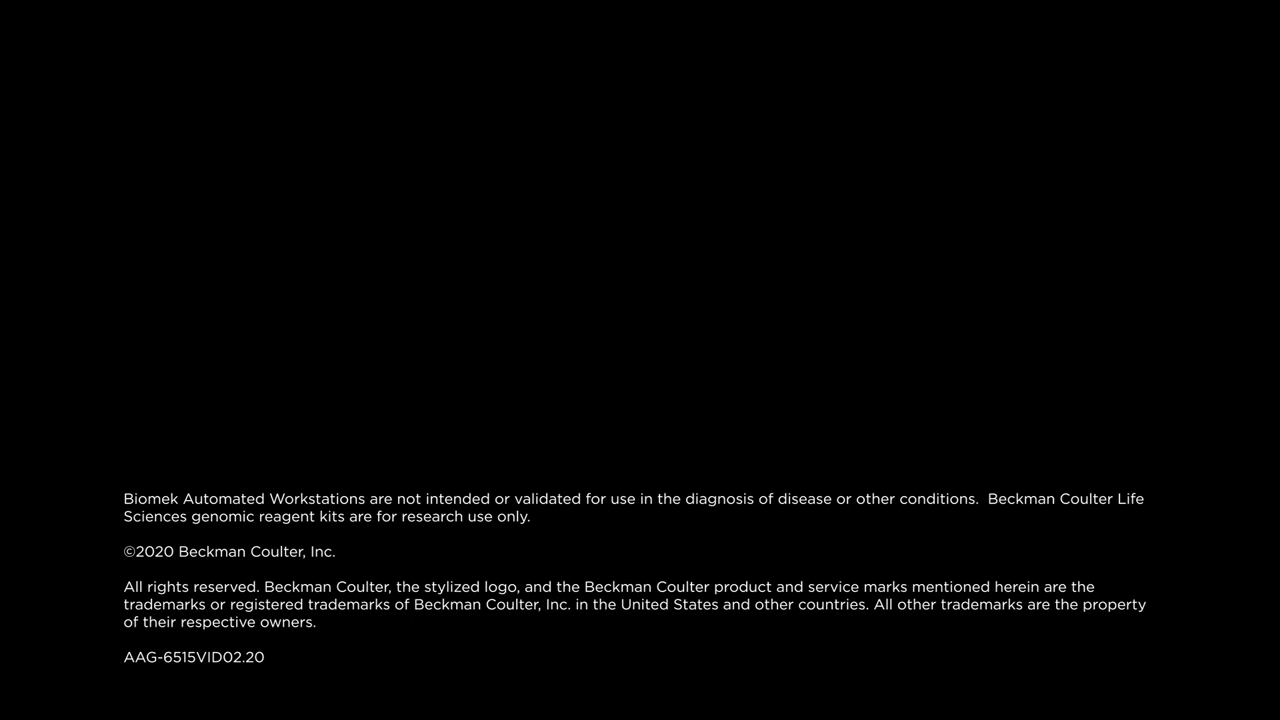 Biomek Automated Workstations are not intended or validated for use in the diagnosis of disease or other conditions.  Beckman Coulter Life
Sciences genomic reagent kits are for research use only.
©2020 Beckman Coulter, Inc.
All rights reserved. Beckman Coulter, the stylized logo, and the Beckman Coulter product and service marks mentioned herein are the
trademarks or registered trademarks of Beckman Coulter, Inc. in the United States and other countries. All other trademarks are the property
of their respective owners.
AAG-6515VID02.20